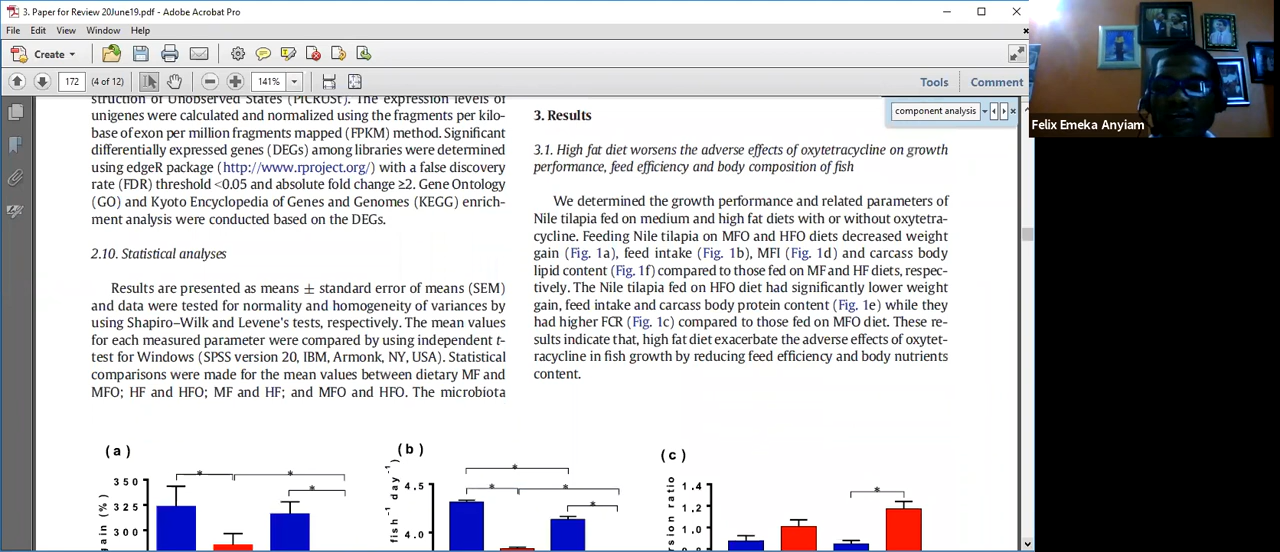 3. Paper for Review 20June19.pdf - Adobe Acrobat Pro
File Edit View Window Help
Create
172 (4 of 12) 141% Tools Comment
component analysis
struction of Unobserved States (PICRUSt). The expression levels of
unigenes were calculated and normalized using the fragments per kilo-
base of exon per million fragments mapped (FPKM) method. Significant
differentially expressed genes (DEGs) among libraries were determined
using edgeR package (http://www.rproject.org/) with a false discovery
rate (FDR) threshold <0.05 and absolute fold change ≥2. Gene Ontology
(GO) and Kyoto Encyclopedia of Genes and Genomes (KEGG) enrich-
ment analysis were conducted based on the DEGs.
2.10. Statistical analyses
Results are presented as means ± standard error of means (SEM)
and data were tested for normality and homogeneity of variances by
using Shapiro–Wilk and Levene's tests, respectively. The mean values
for each measured parameter were compared by using independent t-
test for Windows (SPSS version 20, IBM, Armonk, NY, USA). Statistical
comparisons were made for the mean values between dietary MF and
MFO; HF and HFO; MF and HF; and MFO and HFO. The microbiota
3. Results
3.1. High fat diet worsens the adverse effects of oxytetracycline on growth
performance, feed efficiency and body composition of fish
We determined the growth performance and related parameters of
Nile tilapia fed on medium and high fat diets with or without oxytetra-
cycline. Feeding Nile tilapia on MFO and HFO diets decreased weight
gain (Fig. 1a), feed intake (Fig. 1b), MFI (Fig. 1d) and carcass body
lipid content (Fig. 1f) compared to those fed on MF and HF diets, respec-
tively. The Nile tilapia fed on HFO diet had significantly lower weight
gain, feed intake and carcass body protein content (Fig. 1e) while they
had higher FCR (Fig. 1c) compared to those fed on MFO diet. These re-
sults indicate that, high fat diet exacerbate the adverse effects of oxytet-
racycline in fish growth by reducing feed efficiency and body nutrients
content.
(a)
350
325
300
gain (%)
* * *
(b)
4.5
4.0
fish⁻¹ day⁻¹)
* * * *
(c)
1.4
1.2
1.0
ersion ratio
*
Felix Emeka Anyiam